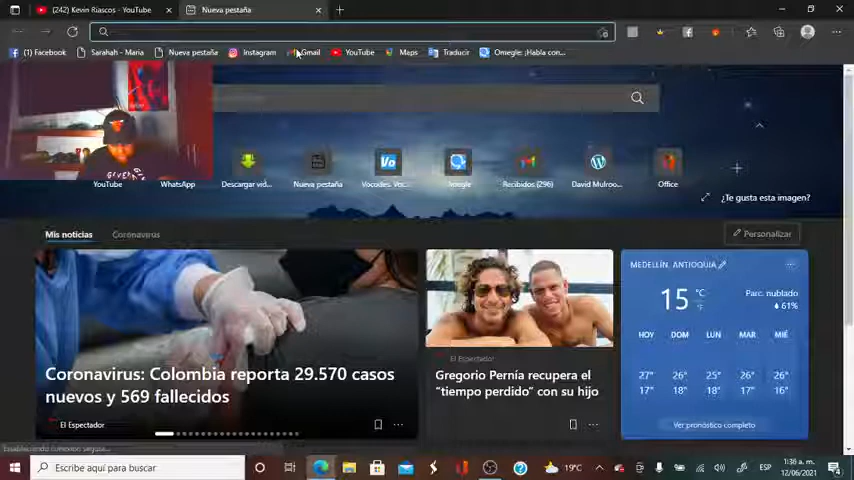 (242) Kevin Riascos - YouTube
Nueva pestaña
(1) Facebook
Sarahah - Maria
Nueva pestaña
Instagram
Gmail
YouTube
Maps
Traducir
Omegle: ¡Habla con...
YouTube
WhatsApp
Descargar vid...
Nueva pestaña
Vocodes. Voc...
Recibidos (296)
David Mulroo...
Office
¿Te gusta esta imagen?
Mis noticias
Coronavirus
Personalizar
MEDELLÍN, ANTIOQUIA
15 °C
°F
Parc. nublado
61%
HOY DOM LUN MAR MIÉ
27° 26° 25° 26° 26°
17° 18° 18° 17° 16°
Ver pronóstico completo
Coronavirus: Colombia reporta 29.570 casos
nuevos y 569 fallecidos
El Espectador
El Espectador
Gregorio Pernía recupera el
"tiempo perdido" con su hijo
Escribe aquí para buscar
19°C
ESP
1:36 a. m.
12/06/2021
4